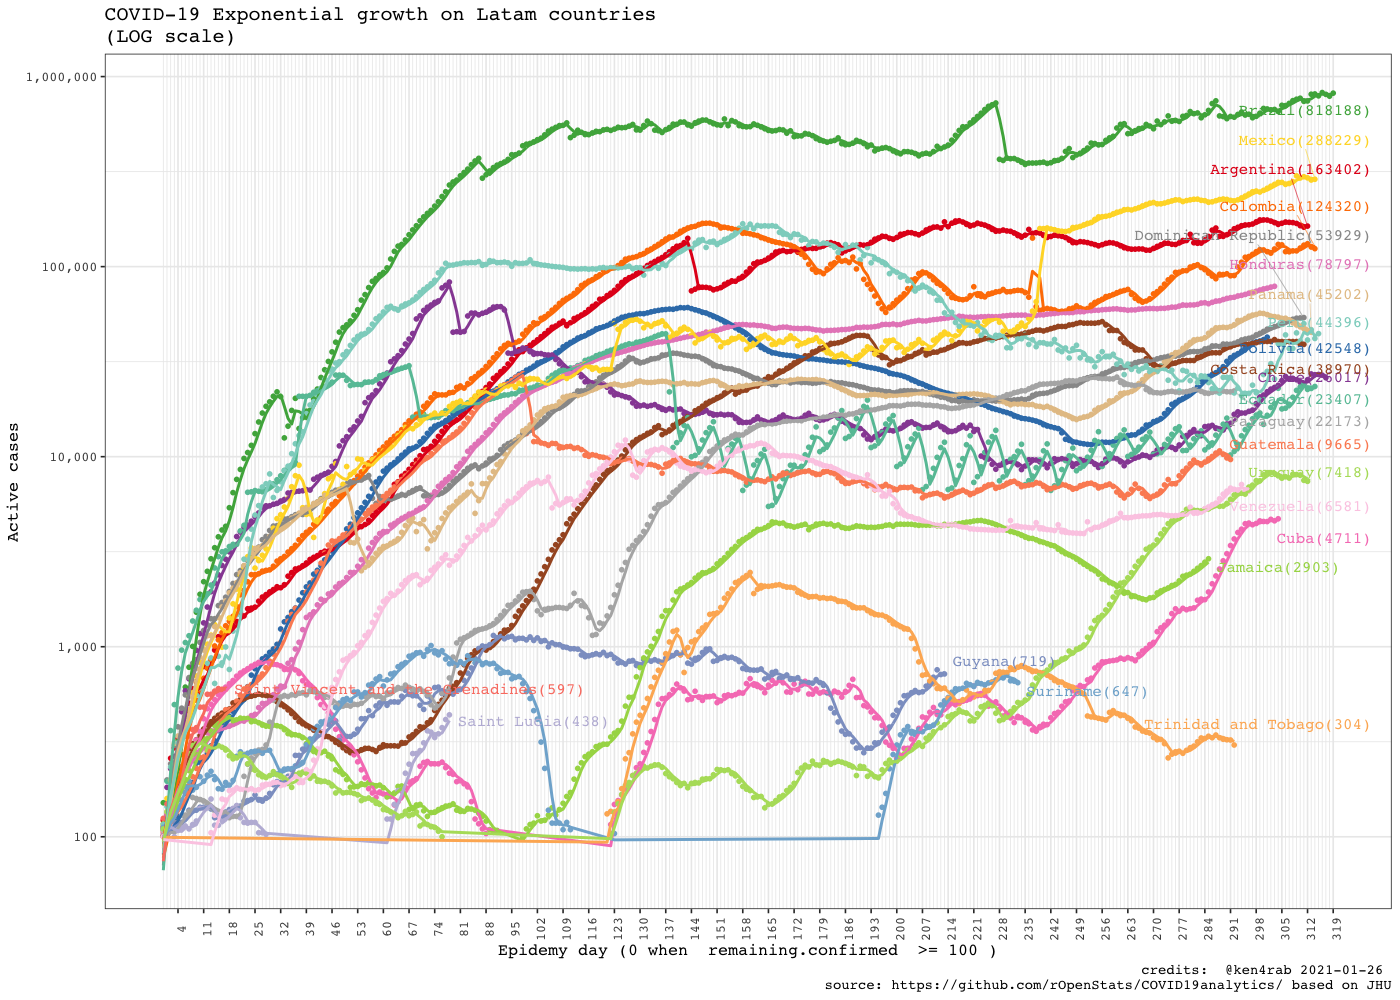 COVID-19 Exponential growth on Latam countries
(LOG scale)
1,000,000
100,000
10,000
1,000
100
Active cases
Brazil(818188)
Mexico(288229)
Argentina(163402)
Colombia(124320)
Dominican Republic(53929)
Honduras(78797)
Panama(45202)
(44396)
Bolivia(42548)
Costa Rica(38970)
Chile(26017)
Ecuador(23407)
Paraguay(22173)
Guatemala(9665)
Uruguay(7418)
Venezuela(6581)
Cuba(4711)
Jamaica(2903)
Guyana(719)
Suriname(647)
Saint Vincent and the Grenadines(597)
Saint Lucia(438)
Trinidad and Tobago(304)
4 11 18 25 32 39 46 53 60 67 74 81 88 95 102 109 116 123 130 137 144 151 158 165 172 179 186 193 200 207 214 221 228 235 242 249 256 263 270 277 284 291 298 305 312 319
Epidemy day (0 when remaining.confirmed >= 100 )
credits: @ken4rab 2021-01-26
source: https://github.com/rOpenStats/COVID19analytics/ based on JHU